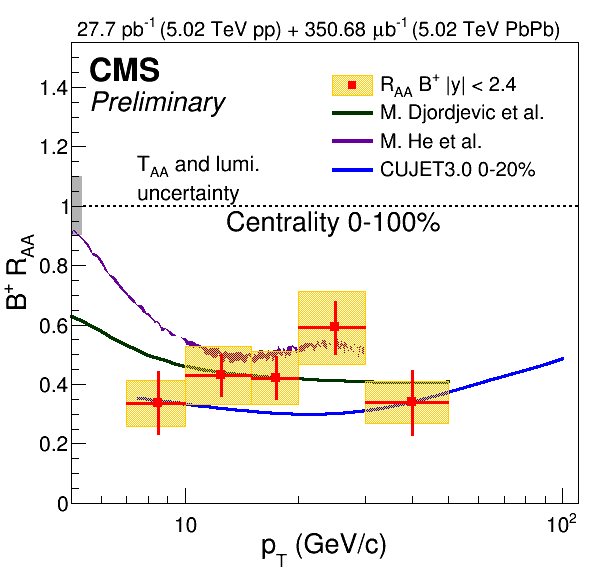 27.7 pb⁻¹ (5.02 TeV pp) + 350.68 μb⁻¹ (5.02 TeV PbPb)
CMS
Preliminary
R_AA B⁺ |y| < 2.4
M. Djordjevic et al.
M. He et al.
CUJET3.0 0-20%
T_AA and lumi.
uncertainty
Centrality 0-100%
B⁺ R_AA
1.4
1.2
1
0.8
0.6
0.4
0.2
0
10
10²
p_T (GeV/c)